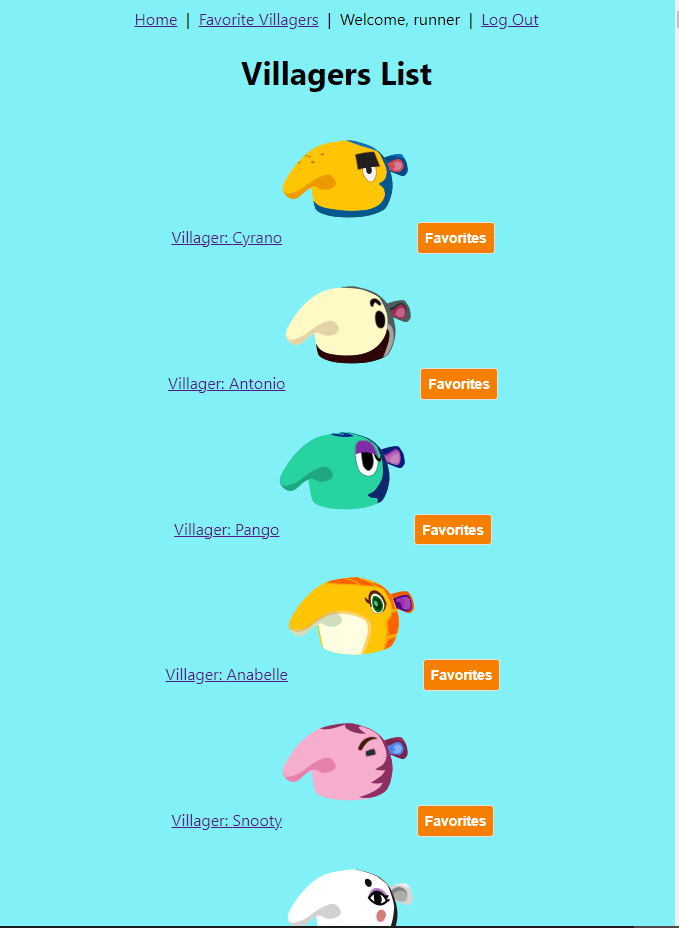 Home | Favorite Villagers | Welcome, runner | Log Out
Villagers List
Villager: Cyrano Favorites
Villager: Antonio Favorites
Villager: Pango Favorites
Villager: Anabelle Favorites
Villager: Snooty Favorites